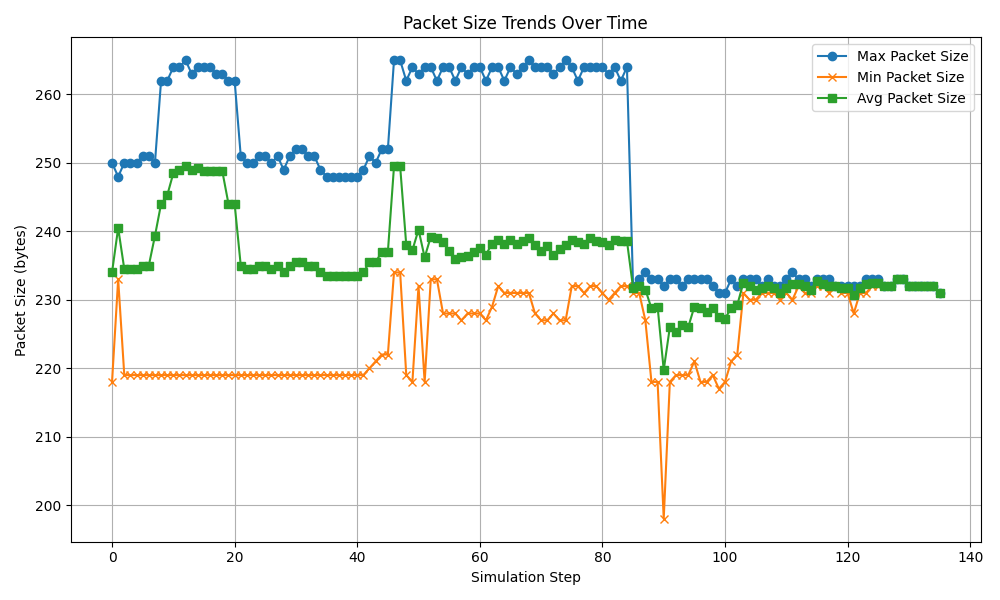 Packet Size Trends Over Time
Max Packet Size
Min Packet Size
Avg Packet Size
Packet Size (bytes)
260
250
240
230
220
210
200
0 20 40 60 80 100 120 140
Simulation Step